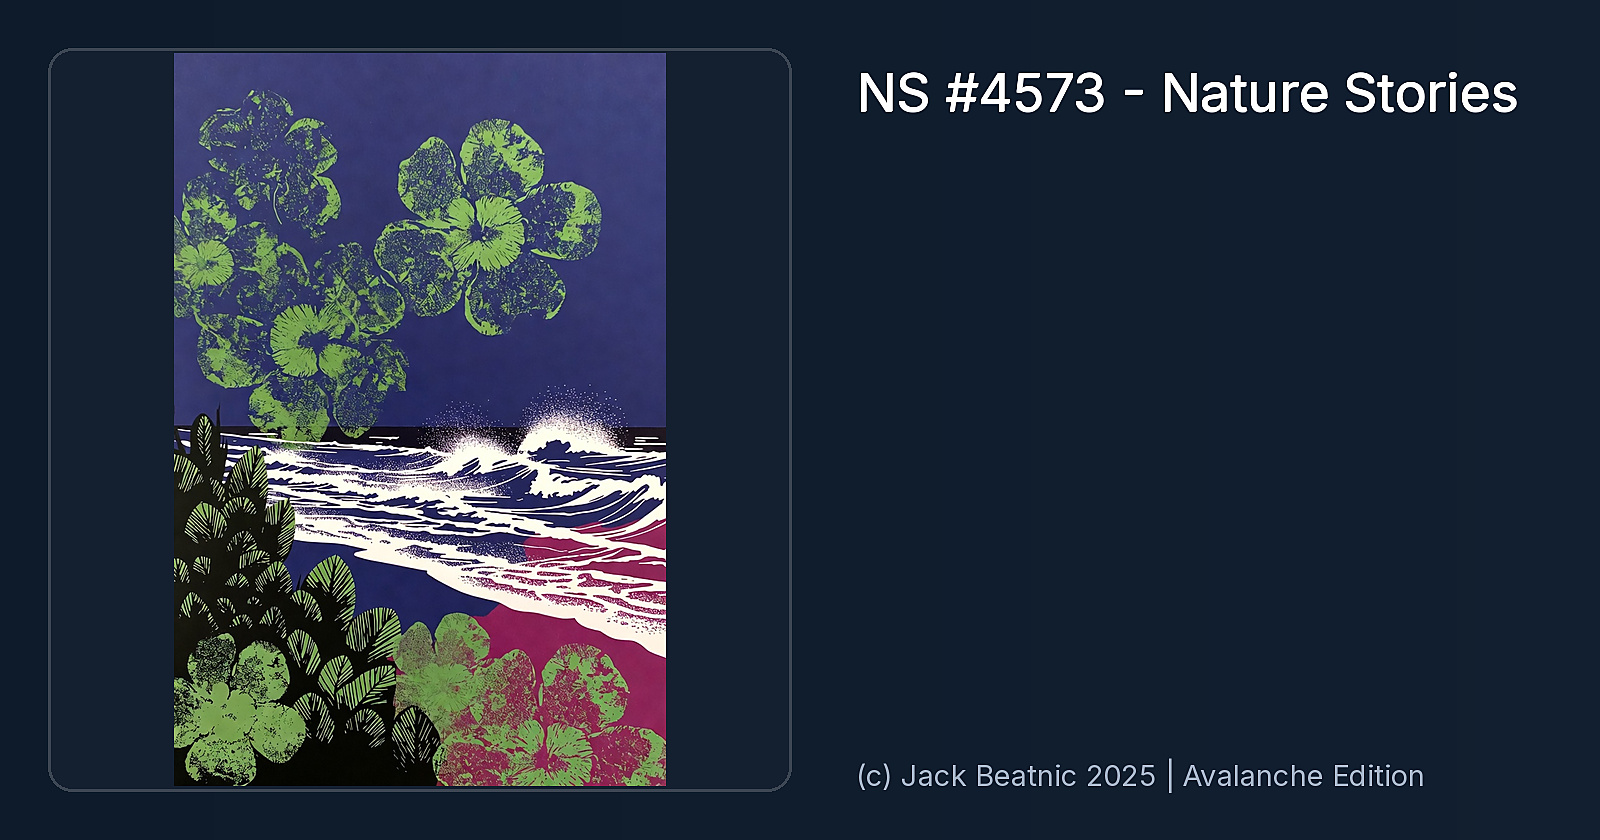 NS #4573 - Nature Stories
(c) Jack Beatnic 2025 | Avalanche Edition